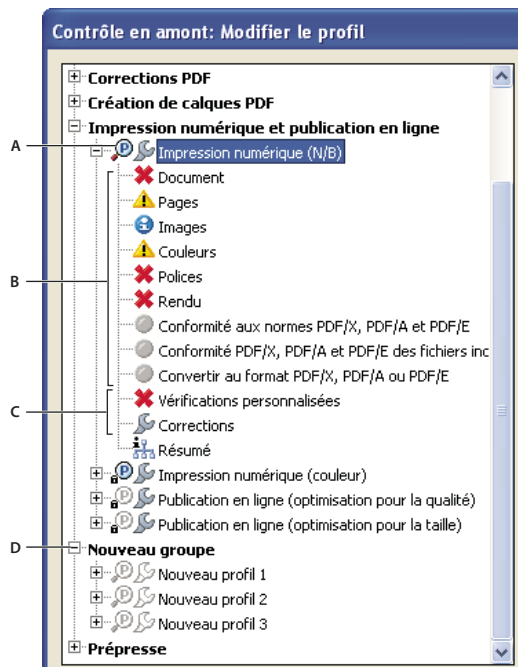 Contrôle en amont: Modifier le profil
Corrections PDF
Création de calques PDF
Impression numérique et publication en ligne
A
Impression numérique (N/B)
Document
Pages
Images
B
Couleurs
Polices
Rendu
Conformité aux normes PDF/X, PDF/A et PDF/E
Conformité PDF/X, PDF/A et PDF/E des fichiers inc
Convertir au format PDF/X, PDF/A ou PDF/E
Vérifications personnalisées
C
Corrections
Résumé
Impression numérique (couleur)
Publication en ligne (optimisation pour la qualité)
Publication en ligne (optimisation pour la taille)
D
Nouveau groupe
Nouveau profil 1
Nouveau profil 2
Nouveau profil 3
Prépresse